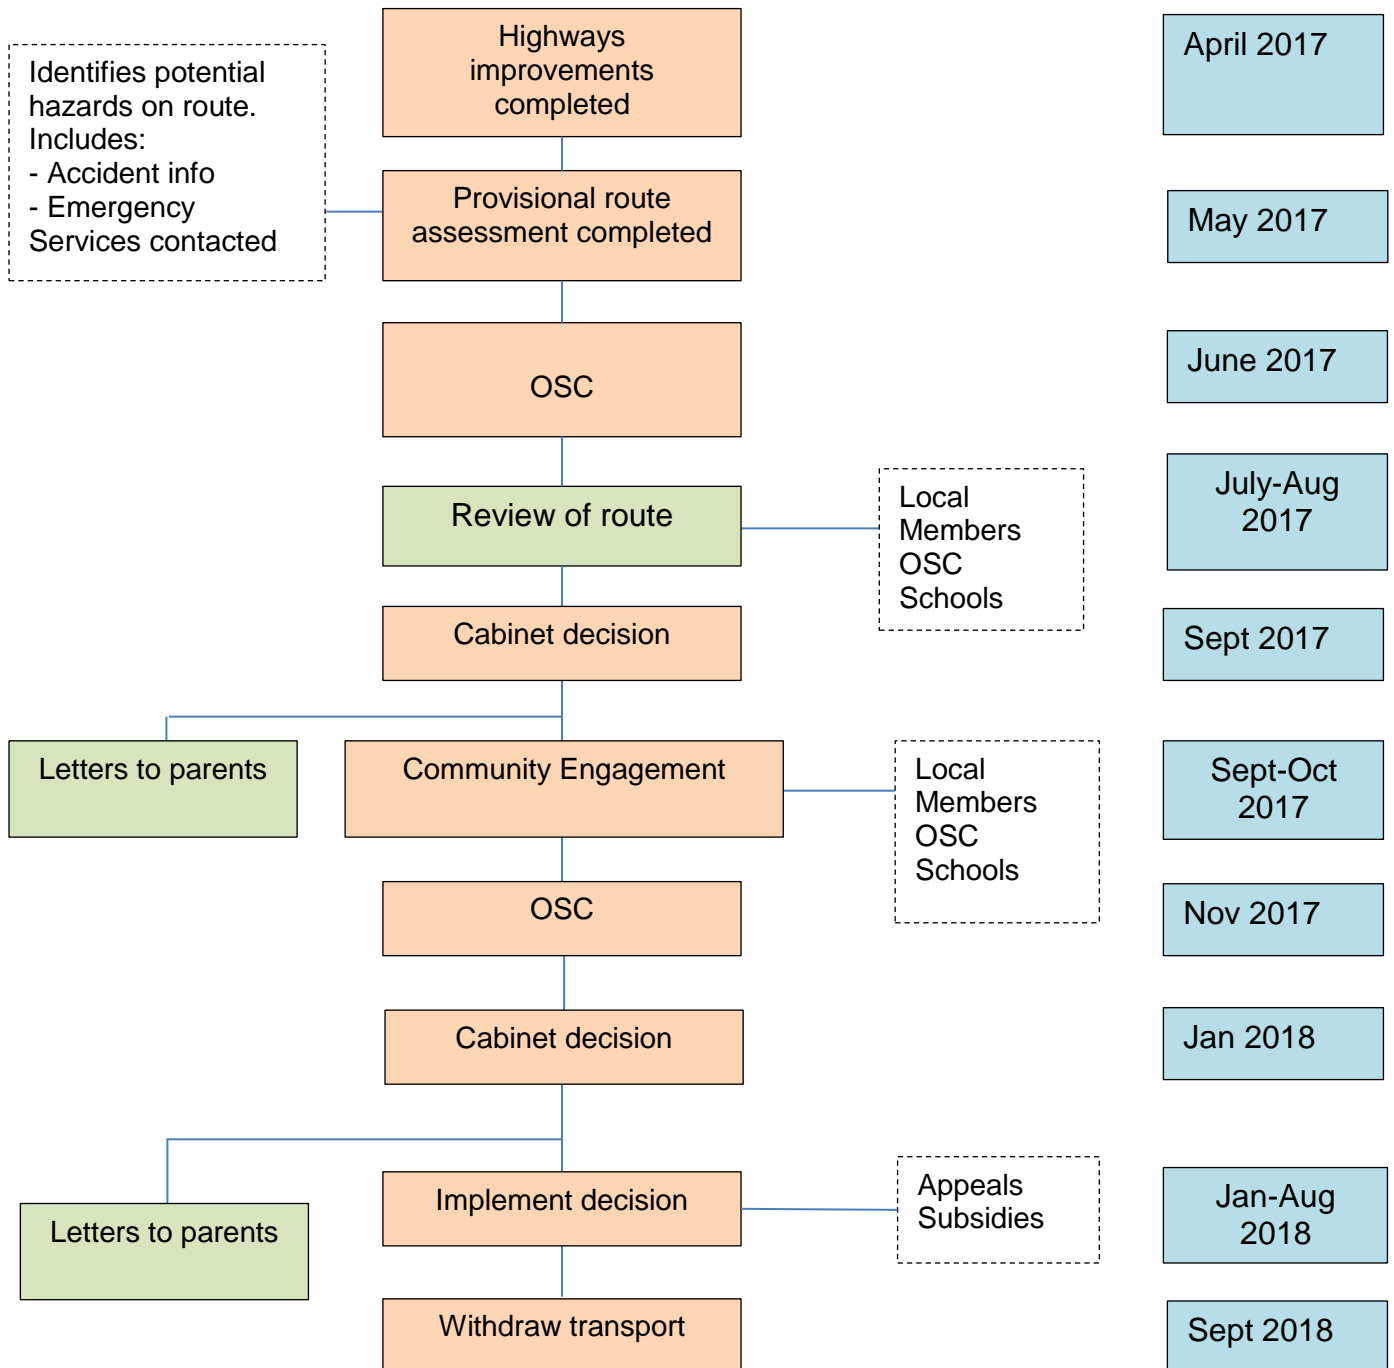 Highways
improvements
completed
April 2017
Identifies potential
hazards on route.
Includes:
- Accident info
- Emergency
Services contacted
Provisional route
assessment completed
May 2017
OSC
June 2017
Review of route
Local
Members
OSC
Schools
July-Aug
2017
Cabinet decision
Sept 2017
Letters to parents
Community Engagement
Local
Members
OSC
Schools
Sept-Oct
2017
OSC
Nov 2017
Cabinet decision
Jan 2018
Letters to parents
Implement decision
Appeals
Subsidies
Jan-Aug
2018
Withdraw transport
Sept 2018